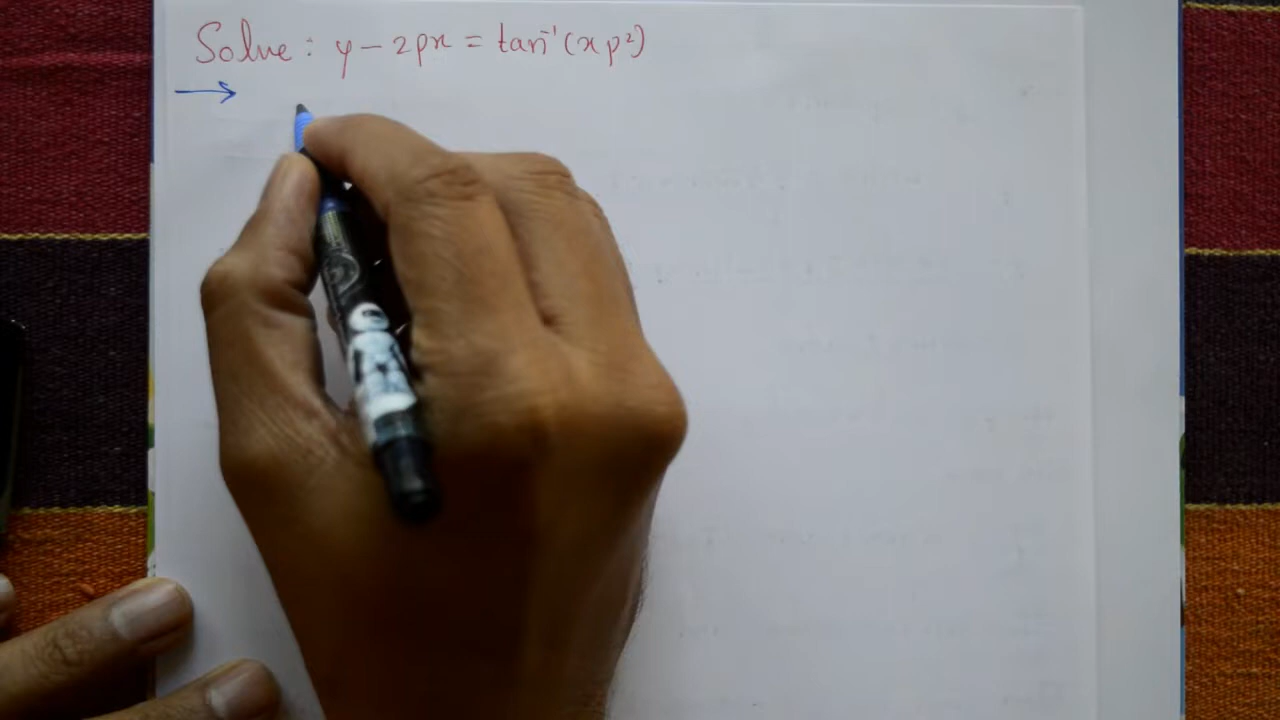 Solve: y - 2px = tan⁻¹(xp²)
→